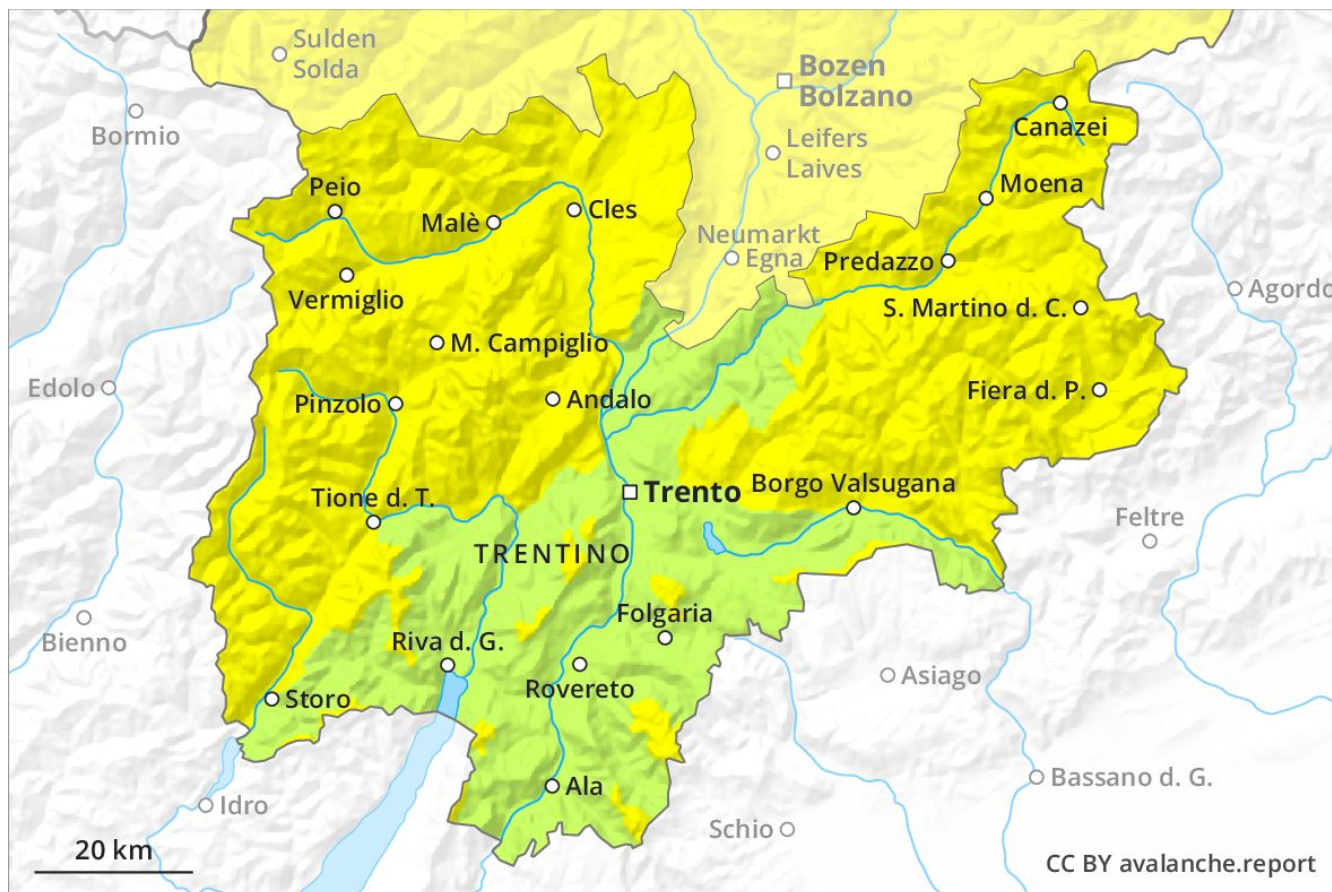 Sulden
Solda
Bozen
Bolzano
Bormio
Canazei
Leifers
Laives
Peio
Moena
Malè
Cles
Neumarkt
Egna
Predazzo
Vermiglio
Agordo
S. Martino d. C.
M. Campiglio
Edolo
Pinzolo
Andalo
Fiera d. P.
Trento
Borgo Valsugana
Tione d. T.
Feltre
TRENTINO
Bienno
Folgaria
Riva d. G.
Asiago
Rovereto
Storo
Bassano d. G.
Ala
Idro
Schio
20 km
CC BY avalanche.report